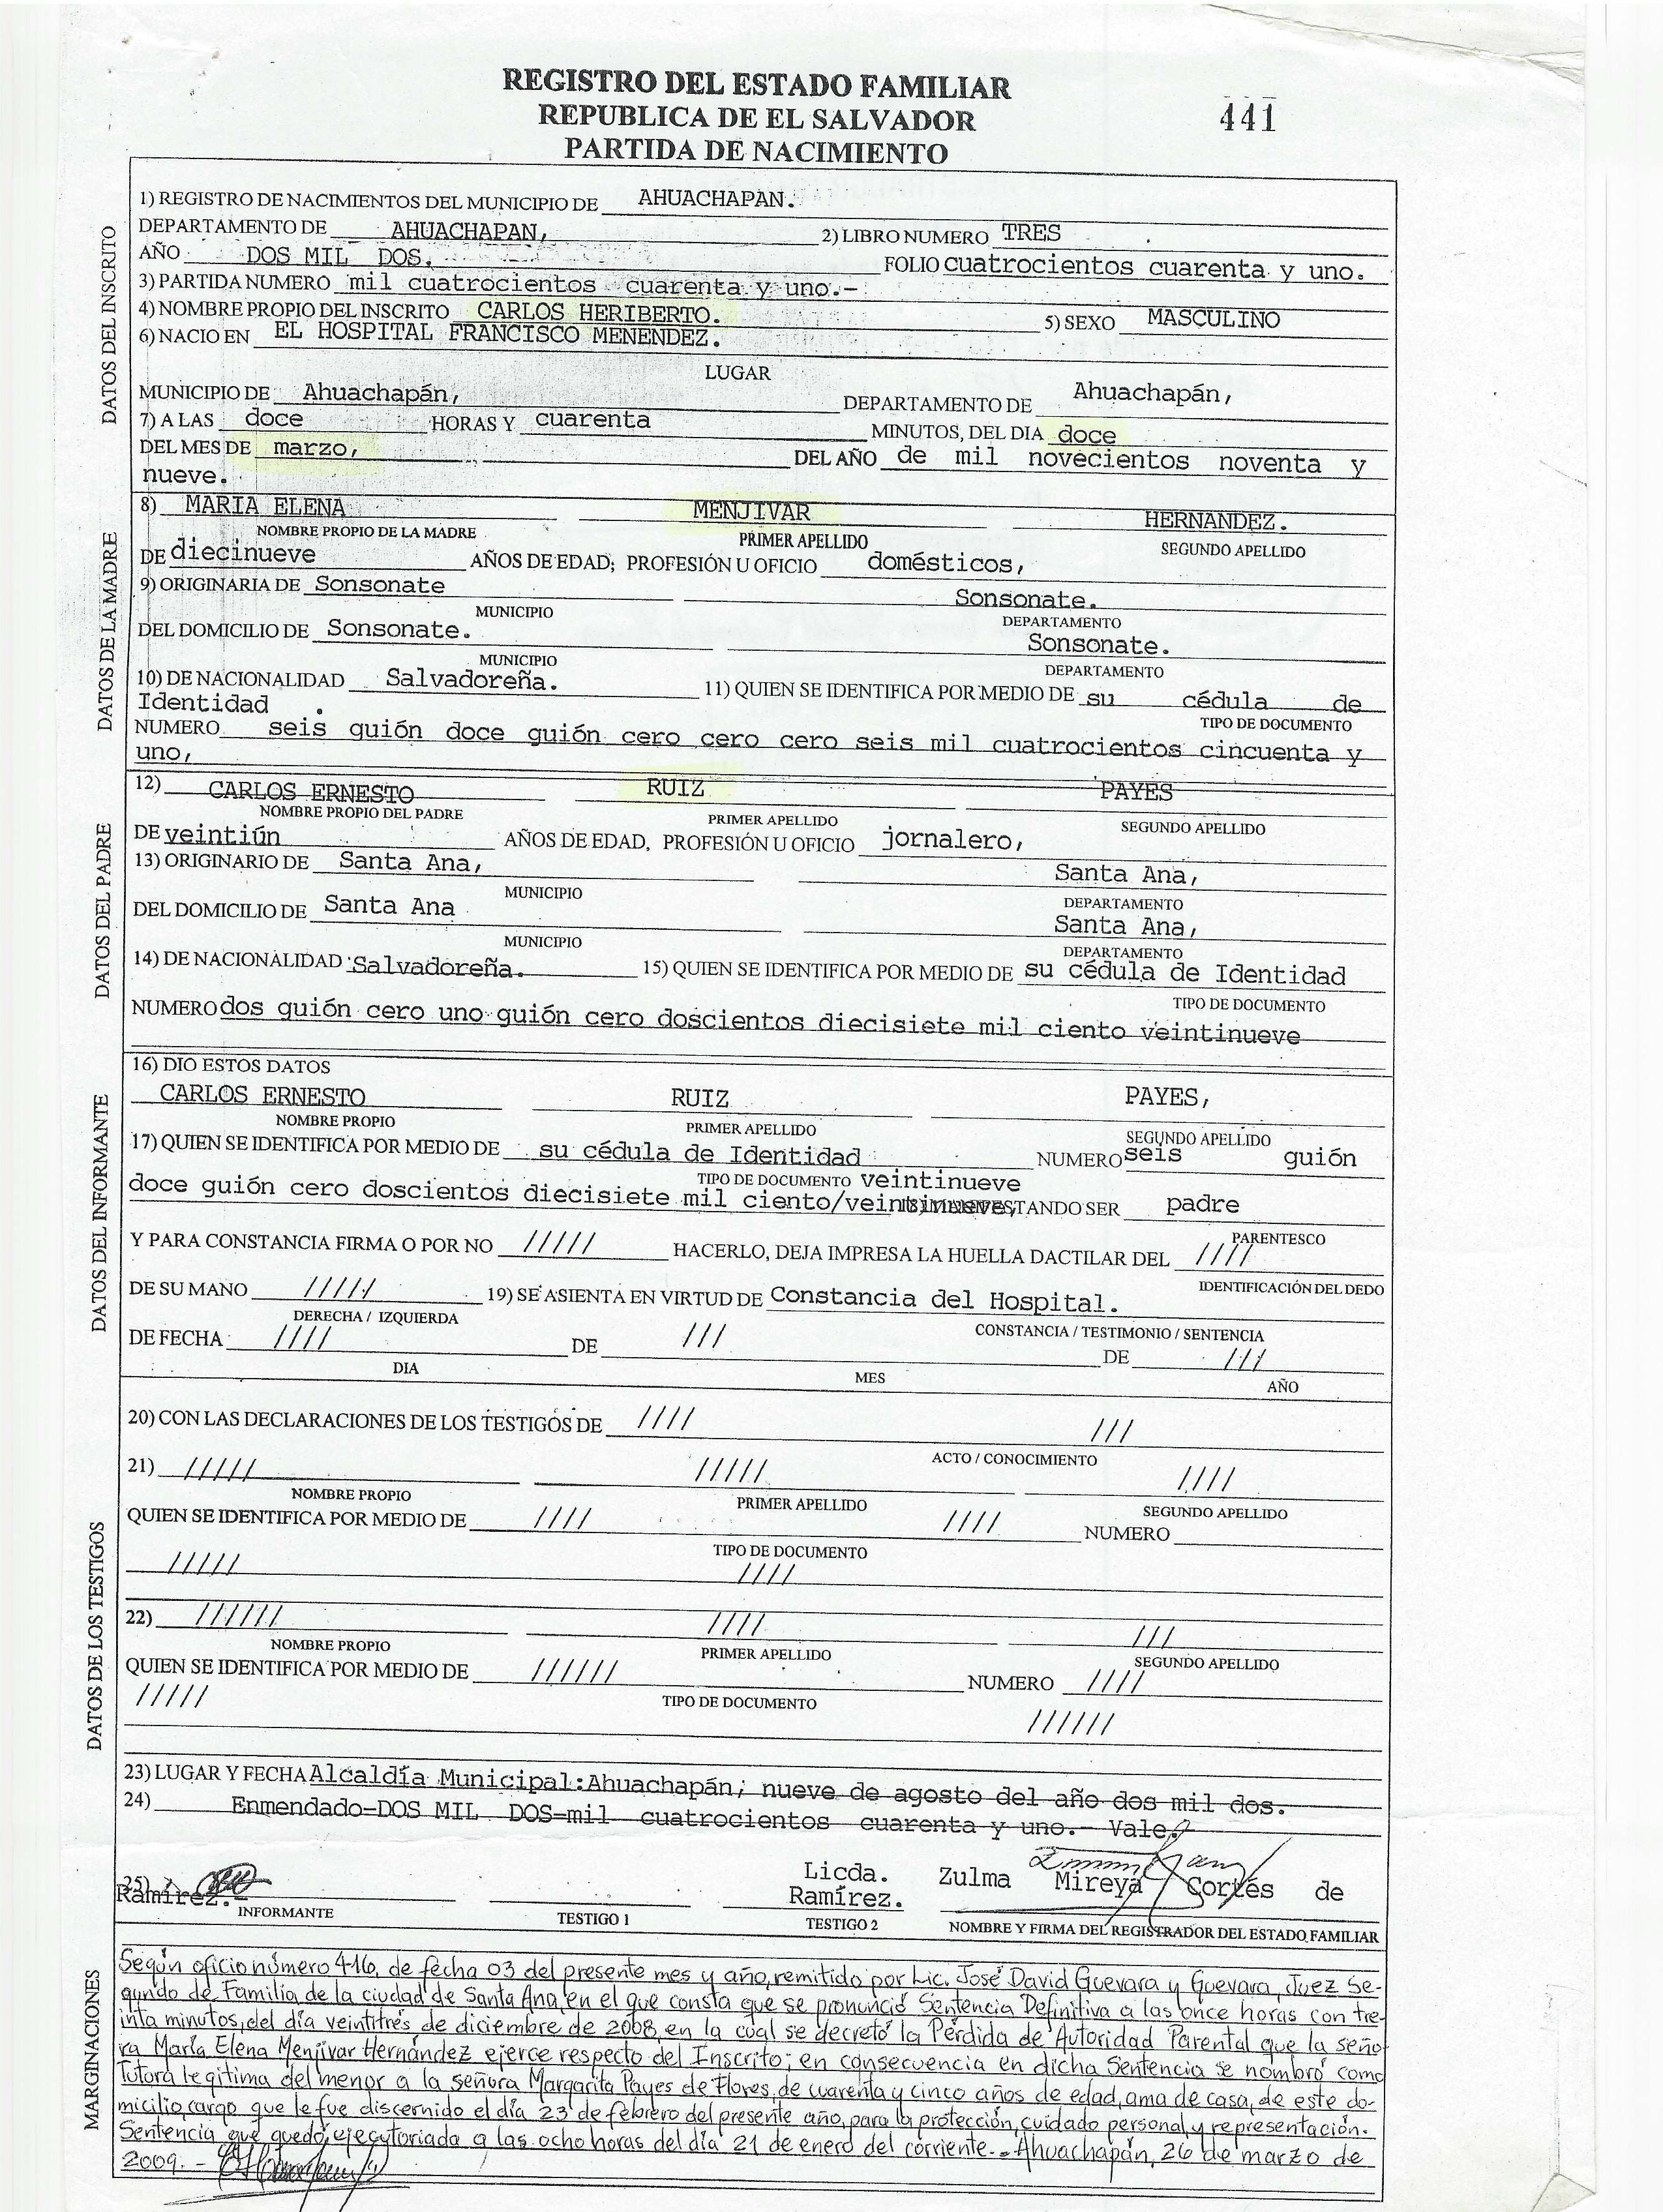 REGISTRO DEL ESTADO FAMILIAR
REPUBLICA DE EL SALVADOR
PARTIDA DE NACIMIENTO
441
DATOS DEL INSCRITO
1) REGISTRO DE NACIMIENTOS DEL MUNICIPIO DE AHUACHAPAN.
DEPARTAMENTO DE AHUACHAPAN, 2) LIBRO NUMERO TRES
AÑO DOS MIL DOS. FOLIO cuatrocientos cuarenta y uno.
3) PARTIDA NUMERO mil cuatrocientos cuarenta y uno.-
4) NOMBRE PROPIO DEL INSCRITO CARLOS HERIBERTO. 5) SEXO MASCULINO
6) NACIO EN EL HOSPITAL FRANCISCO MENENDEZ.
LUGAR
MUNICIPIO DE Ahuachapán, DEPARTAMENTO DE Ahuachapán,
7) A LAS doce HORAS Y cuarenta MINUTOS, DEL DIA doce
DEL MES DE marzo, DEL AÑO de mil novecientos noventa y
nueve.
DATOS DE LA MADRE
8) MARIA ELENA MENJIVAR HERNANDEZ.
NOMBRE PROPIO DE LA MADRE PRIMER APELLIDO SEGUNDO APELLIDO
DE diecinueve AÑOS DE EDAD; PROFESIÓN U OFICIO domésticos,
9) ORIGINARIA DE Sonsonate Sonsonate.
MUNICIPIO DEPARTAMENTO
DEL DOMICILIO DE Sonsonate. Sonsonate.
MUNICIPIO DEPARTAMENTO
10) DE NACIONALIDAD Salvadoreña. 11) QUIEN SE IDENTIFICA POR MEDIO DE su cédula de
Identidad . TIPO DE DOCUMENTO
NUMERO seis guión doce guión cero cero cero seis mil cuatrocientos cincuenta y
uno,
DATOS DEL PADRE
12) CARLOS ERNESTO RUIZ PAYES
NOMBRE PROPIO DEL PADRE PRIMER APELLIDO SEGUNDO APELLIDO
DE veintiún AÑOS DE EDAD, PROFESIÓN U OFICIO jornalero,
13) ORIGINARIO DE Santa Ana, Santa Ana,
MUNICIPIO DEPARTAMENTO
DEL DOMICILIO DE Santa Ana Santa Ana,
MUNICIPIO DEPARTAMENTO
14) DE NACIONALIDAD Salvadoreña. 15) QUIEN SE IDENTIFICA POR MEDIO DE su cédula de Identidad
TIPO DE DOCUMENTO
NUMERO dos guión cero uno guión cero doscientos diecisiete mil ciento veintinueve
DATOS DEL INFORMANTE
16) DIO ESTOS DATOS
CARLOS ERNESTO RUIZ PAYES,
NOMBRE PROPIO PRIMER APELLIDO SEGUNDO APELLIDO
17) QUIEN SE IDENTIFICA POR MEDIO DE su cédula de Identidad NUMERO seis guión
TIPO DE DOCUMENTO veintinueve
doce guión cero doscientos diecisiete mil ciento/veintinueve, 18) MANIFESTANDO SER padre
PARENTESCO
Y PARA CONSTANCIA FIRMA O POR NO ///// HACERLO, DEJA IMPRESA LA HUELLA DACTILAR DEL ////
IDENTIFICACIÓN DEL DEDO
DE SU MANO ///// 19) SE ASIENTA EN VIRTUD DE Constancia del Hospital.
DERECHA / IZQUIERDA CONSTANCIA / TESTIMONIO / SENTENCIA
DE FECHA //// DE /// DE ///
DIA MES AÑO
DATOS DE LOS TESTIGOS
20) CON LAS DECLARACIONES DE LOS TESTIGOS DE //// ///
ACTO / CONOCIMIENTO
21) ///// ///// ////
NOMBRE PROPIO PRIMER APELLIDO SEGUNDO APELLIDO
QUIEN SE IDENTIFICA POR MEDIO DE //// //// NUMERO
TIPO DE DOCUMENTO
///// ////
22) ////// //// ///
NOMBRE PROPIO PRIMER APELLIDO SEGUNDO APELLIDO
QUIEN SE IDENTIFICA POR MEDIO DE ////// NUMERO ////
///// TIPO DE DOCUMENTO
//////
23) LUGAR Y FECHA Alcaldía Municipal:Ahuachapán; nueve de agosto del año dos mil dos.
24) Enmendado-DOS MIL DOS-mil cuatrocientos cuarenta y uno.- Vale.
25) Licda. Zulma Mireya Cortés de
Ramírez.- Ramírez.
INFORMANTE TESTIGO 1 TESTIGO 2 NOMBRE Y FIRMA DEL REGISTRADOR DEL ESTADO FAMILIAR
MARGINACIONES
Según oficio número 416, de fecha 03 del presente mes y año, remitido por Lic. José David Guevara y Guevara, Juez Se-
gundo de Familia de la ciudad de Santa Ana, en el que consta que se pronunció Sentencia Definitiva a las once horas con tre-
inta minutos, del día veintitrés de diciembre de 2008, en la cual se decretó la Pérdida de Autoridad Parental que la seño-
ra María Elena Menjivar Hernández ejerce respecto del Inscrito; en consecuencia en dicha Sentencia se nombró como
Tutora Legitima del menor a la señora Margarita Payes de Flores, de cuarenta y cinco años de edad, ama de casa, de este do-
micilio, cargo que le fue discernido el día 23 de febrero del presente año, para la protección, cuidado personal, y representación.
Sentencia que quedó ejecutoriada a las ocho horas del día 21 de enero del corriente.- Ahuachapán, 26 de marzo de
2009.-